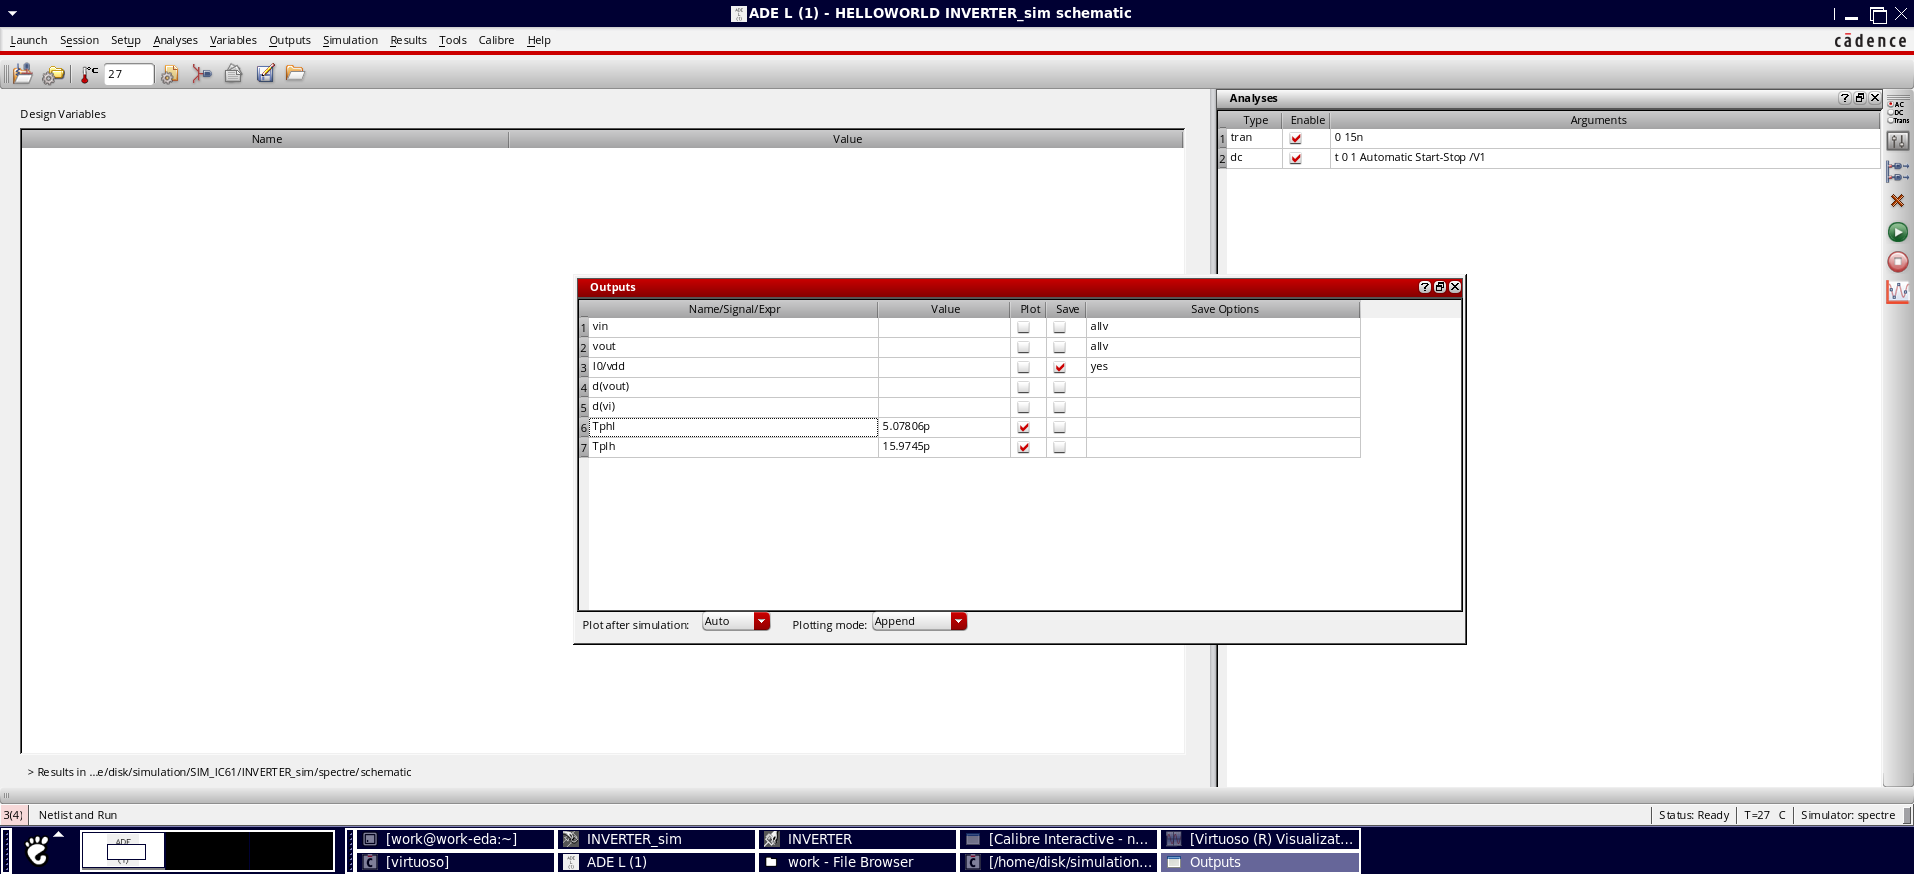 ADE L (1) - HELLOWORLD INVERTER_sim schematic
Launch Session Setup Analyses Variables Outputs Simulation Results Tools Calibre Help
cādence
°C 27
Design Variables
Name Value
Analyses
Type Enable Arguments
1 tran 0 15n
2 dc t 0 1 Automatic Start-Stop /V1
AC
DC
Trans
Outputs
Name/Signal/Expr Value Plot Save Save Options
1 vin allv
2 vout allv
3 I0/vdd yes
4 d(vout)
5 d(vi)
6 Tphl 5.07806p
7 Tplh 15.9745p
Plot after simulation: Auto Plotting mode: Append
> Results in ...e/disk/simulation/SIM_IC61/INVERTER_sim/spectre/schematic
3(4) Netlist and Run Status: Ready T=27 C Simulator: spectre
[work@work-eda:~] INVERTER_sim INVERTER [Calibre Interactive - n... [Virtuoso (R) Visualizat...
[virtuoso] ADE L (1) work - File Browser [/home/disk/simulation... Outputs